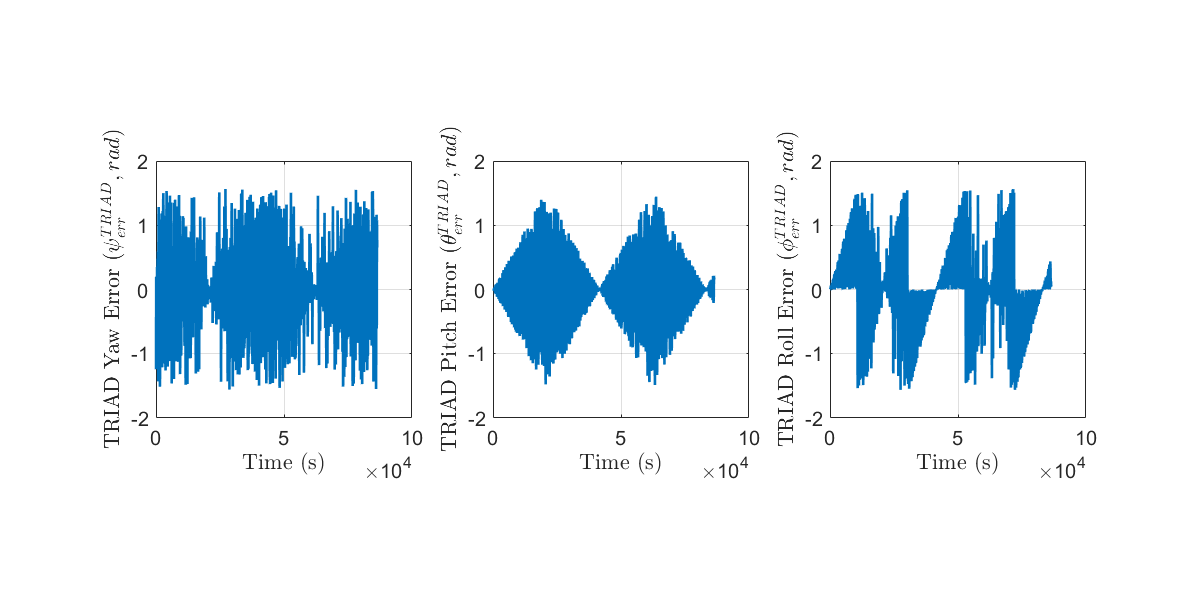 TRIAD Yaw Error (ψ_err^TRIAD, rad)
2
1
0
-1
-2
0 5 10
Time (s)
×10^4
TRIAD Pitch Error (θ_err^TRIAD, rad)
2
1
0
-1
-2
0 5 10
Time (s)
×10^4
TRIAD Roll Error (ϕ_err^TRIAD, rad)
2
1
0
-1
-2
0 5 10
Time (s)
×10^4